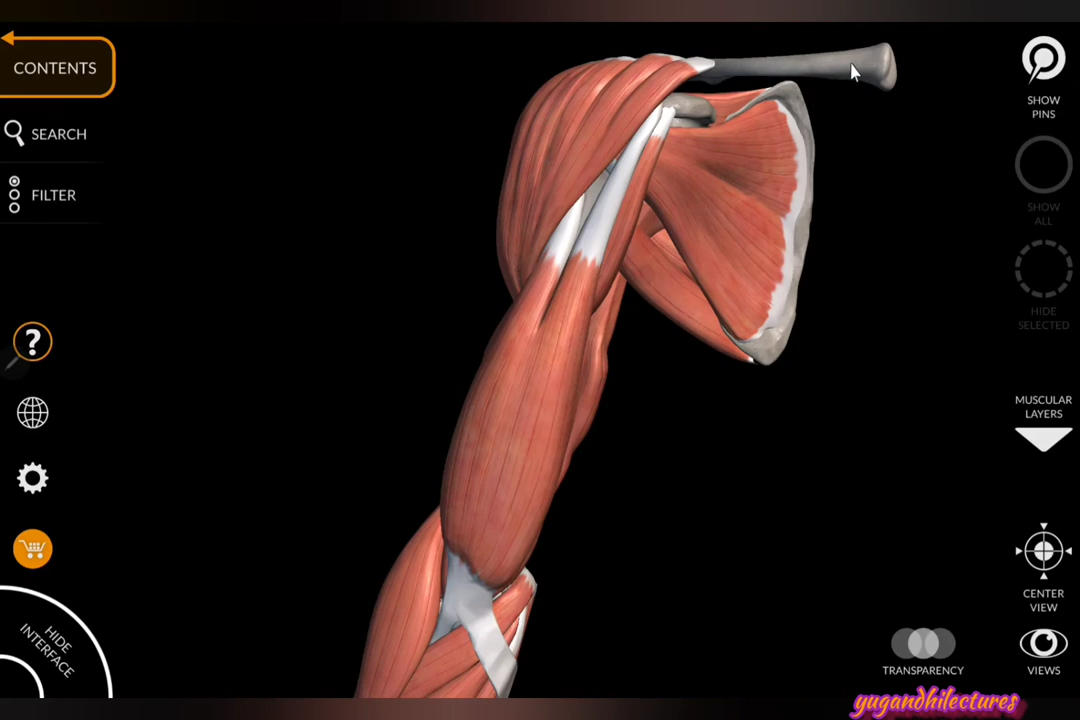 CONTENTS
SEARCH
FILTER
?
HIDE
INTERFACE
SHOW
PINS
SHOW
ALL
HIDE
SELECTED
MUSCULAR
LAYERS
CENTER
VIEW
TRANSPARENCY
VIEWS
yugandhilectures